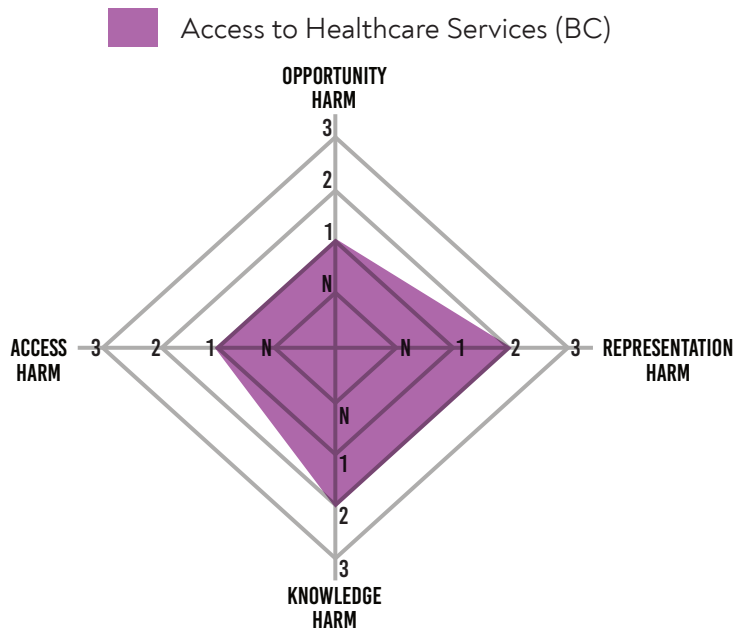 Access to Healthcare Services (BC)
OPPORTUNITY
HARM
3
2
1
N
ACCESS
HARM
3 2 1 N N 1 2 3
REPRESENTATION
HARM
N
1
2
3
KNOWLEDGE
HARM